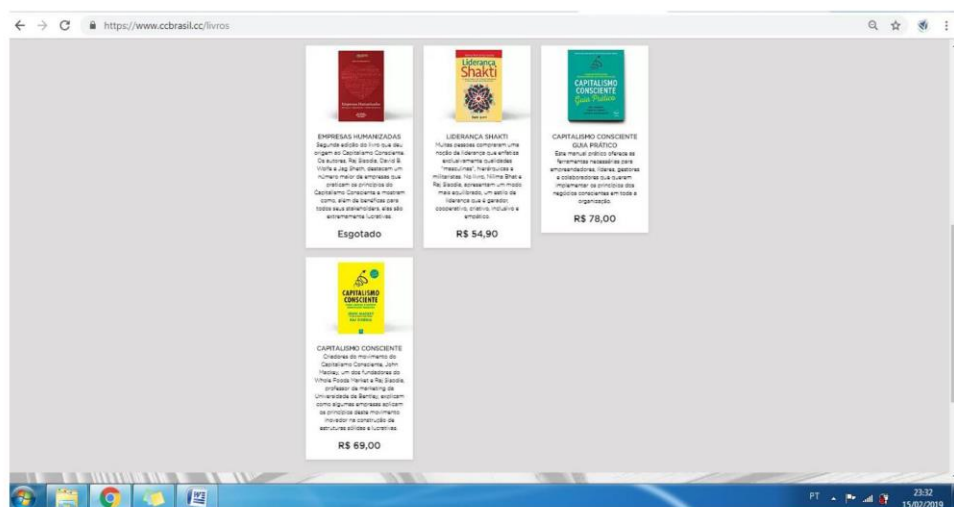 https://www.ccbrasil.cc/livros
Liderança
Shakti
CAPITALISMO
CONSCIENTE
Guia Prático
EMPRESAS HUMANIZADAS
Segunda edição do livro que deu
origem ao Capitalismo Consciente.
Os autores, Raj Sisodia, David B.
Wolfe e Jag Sheth, destacam um
número maior de empresas que
praticam os princípios do
Capitalismo Consciente e mostram
como, além de benéficas para
todos seus stakeholders, elas são
extremamente lucrativas.
Esgotado
LIDERANÇA SHAKTI
Muitas pessoas compraram uma
noção de liderança que enfatiza
exclusivamente qualidades
"masculinas", hierárquicas e
militaristas. No livro, Nilima Bhat e
Raj Sisodia, apresentam um modo
mais equilibrado, um estilo de
liderança que é gerador,
cooperativo, criativo, inclusivo e
empático.
R$ 54,90
CAPITALISMO CONSCIENTE
GUIA PRÁTICO
Este manual prático oferece as
ferramentas necessárias para
empreendedores, líderes, gestores
e colaboradores que queram
implementar os princípios dos
negócios conscientes em toda a
organização.
R$ 78,00
CAPITALISMO
CONSCIENTE
CAPITALISMO CONSCIENTE
Criadores do movimento do
Capitalismo Consciente, John
Mackey, um dos fundadores do
Whole Foods Market e Raj Sisodia,
professor de marketing da
Universidade de Bentley, explicam
como algumas empresas aplicam
os princípios deste movimento
inovador na construção de
estruturas sólidas e lucrativas.
R$ 69,00
PT
23:32
15/02/2019